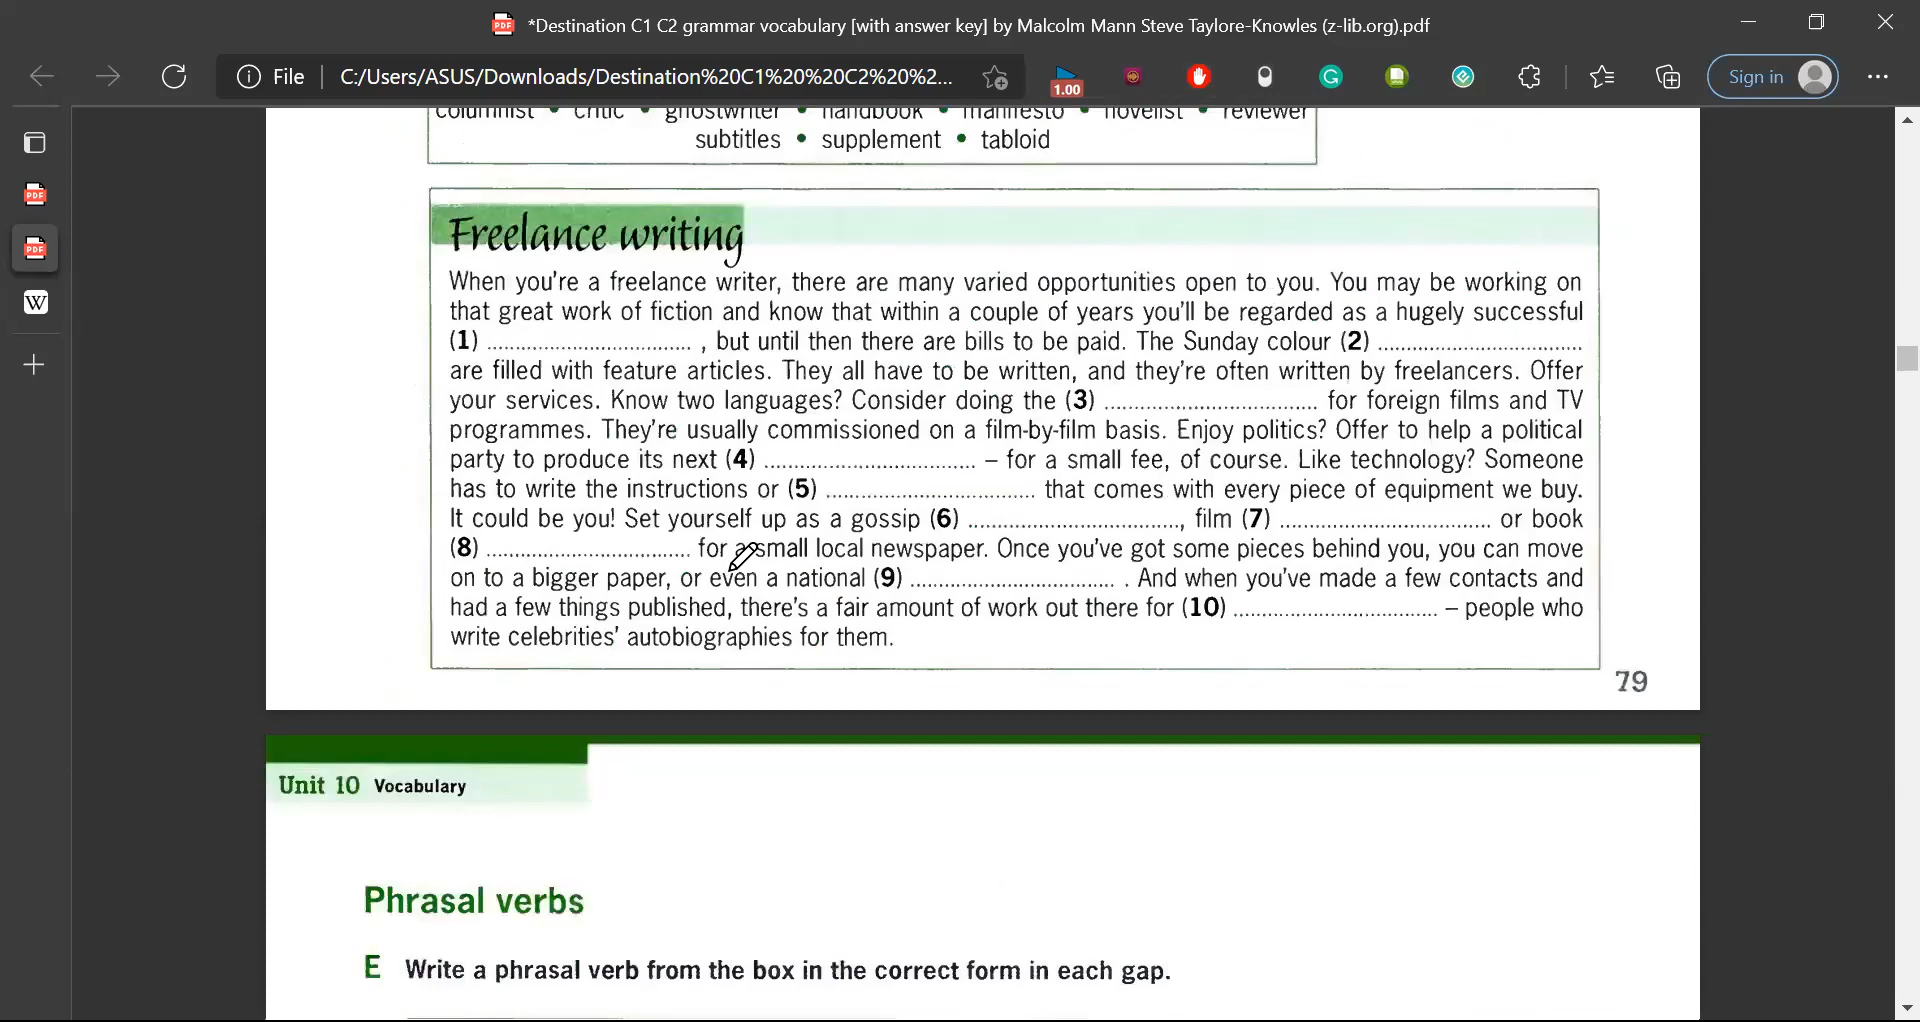 *Destination C1 C2 grammar vocabulary [with answer key] by Malcolm Mann Steve Taylore-Knowles (z-lib.org).pdf
File C:/Users/ASUS/Downloads/Destination%20C1%20%20C2%20%2... 1.00 Sign in
columnist • critic • ghostwriter • handbook • manifesto • novelist • reviewer
subtitles • supplement • tabloid
Freelance writing
When you're a freelance writer, there are many varied opportunities open to you. You may be working on
that great work of fiction and know that within a couple of years you'll be regarded as a hugely successful
(1) ................................. , but until then there are bills to be paid. The Sunday colour (2) .................................
are filled with feature articles. They all have to be written, and they're often written by freelancers. Offer
your services. Know two languages? Consider doing the (3) ................................. for foreign films and TV
programmes. They're usually commissioned on a film-by-film basis. Enjoy politics? Offer to help a political
party to produce its next (4) ................................. – for a small fee, of course. Like technology? Someone
has to write the instructions or (5) ................................. that comes with every piece of equipment we buy.
It could be you! Set yourself up as a gossip (6) ................................., film (7) ................................. or book
(8) ................................. for a small local newspaper. Once you've got some pieces behind you, you can move
on to a bigger paper, or even a national (9) ................................. . And when you've made a few contacts and
had a few things published, there's a fair amount of work out there for (10) ................................. – people who
write celebrities' autobiographies for them.
79
Unit 10 Vocabulary
Phrasal verbs
E Write a phrasal verb from the box in the correct form in each gap.